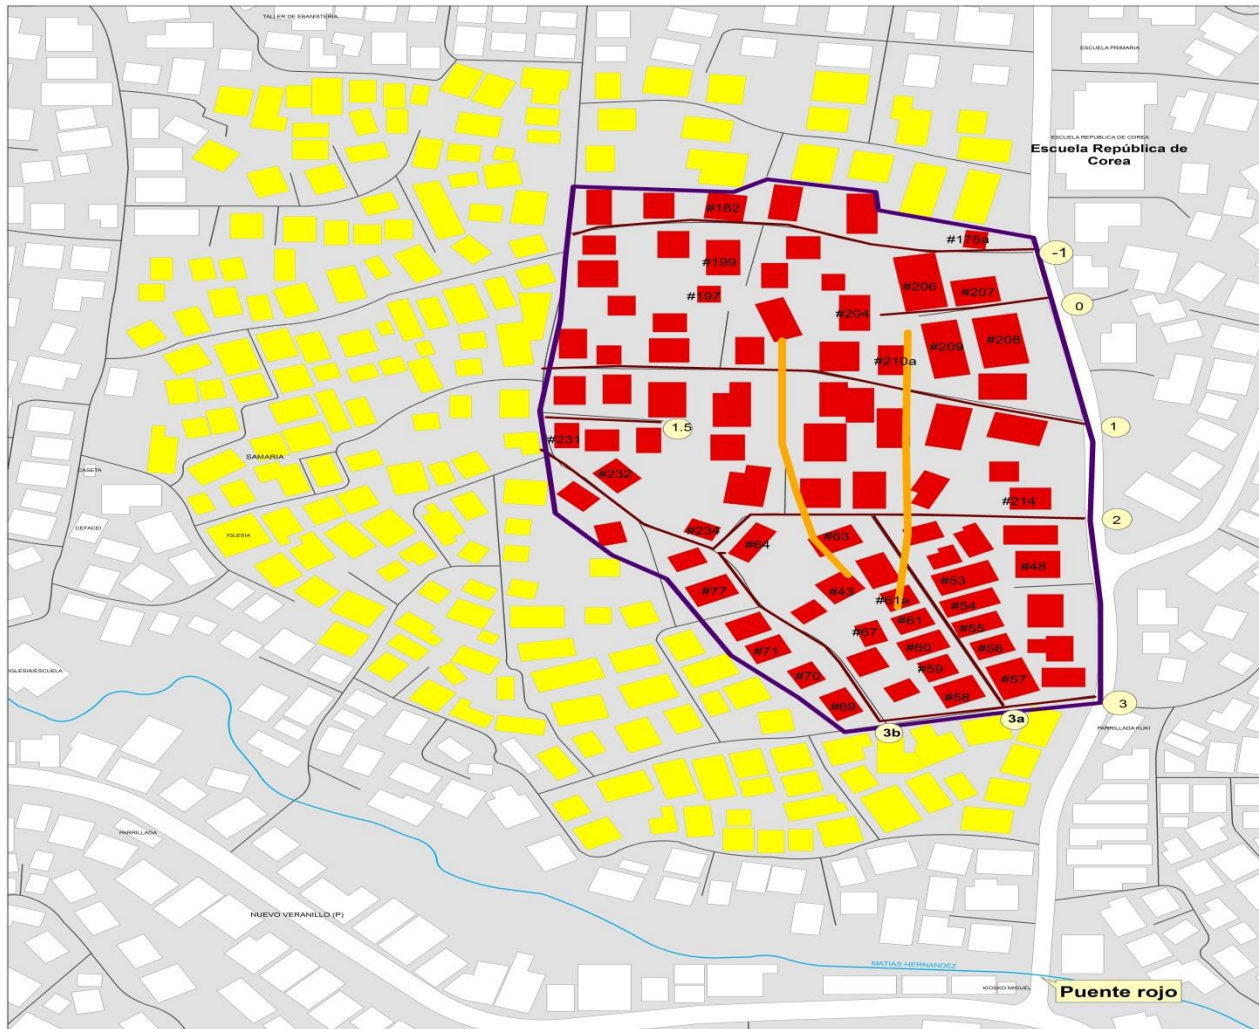 TALLER DE EBANISTERIA
ESCUELA PRIMARIA
ESCUELA REPUBLICA DE COREA
Escuela República de
Corea
#182
#175a
-1
#199
#206
#207
#197
0
#204
#210a
#209
#208
1.5
1
#231
SAMARIA
CASETA
#232
#214
2
CEFACEI
IGLESIA
#234
#64
#63
#48
#53
#77
#43
#61a
#54
#61
#55
#67
#71
#60
#56
IGLESIA/ESCUELA
#70
#59
#57
#58
#69
3
3a
3b
PARRILLADA KUKI
PARRILLADA
NUEVO VERANILLO (P)
MATIAS HERNANDEZ
KIOSKO MIGUEL
Puente rojo